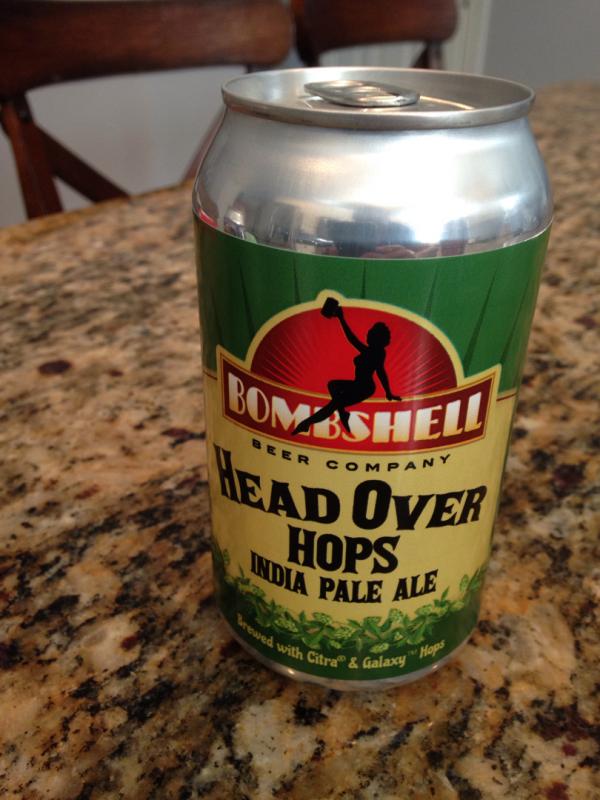 BOMBSHELL
BEER COMPANY
HEAD OVER
HOPS
INDIA PALE ALE
Brewed with Citra® & Galaxy™ Hops